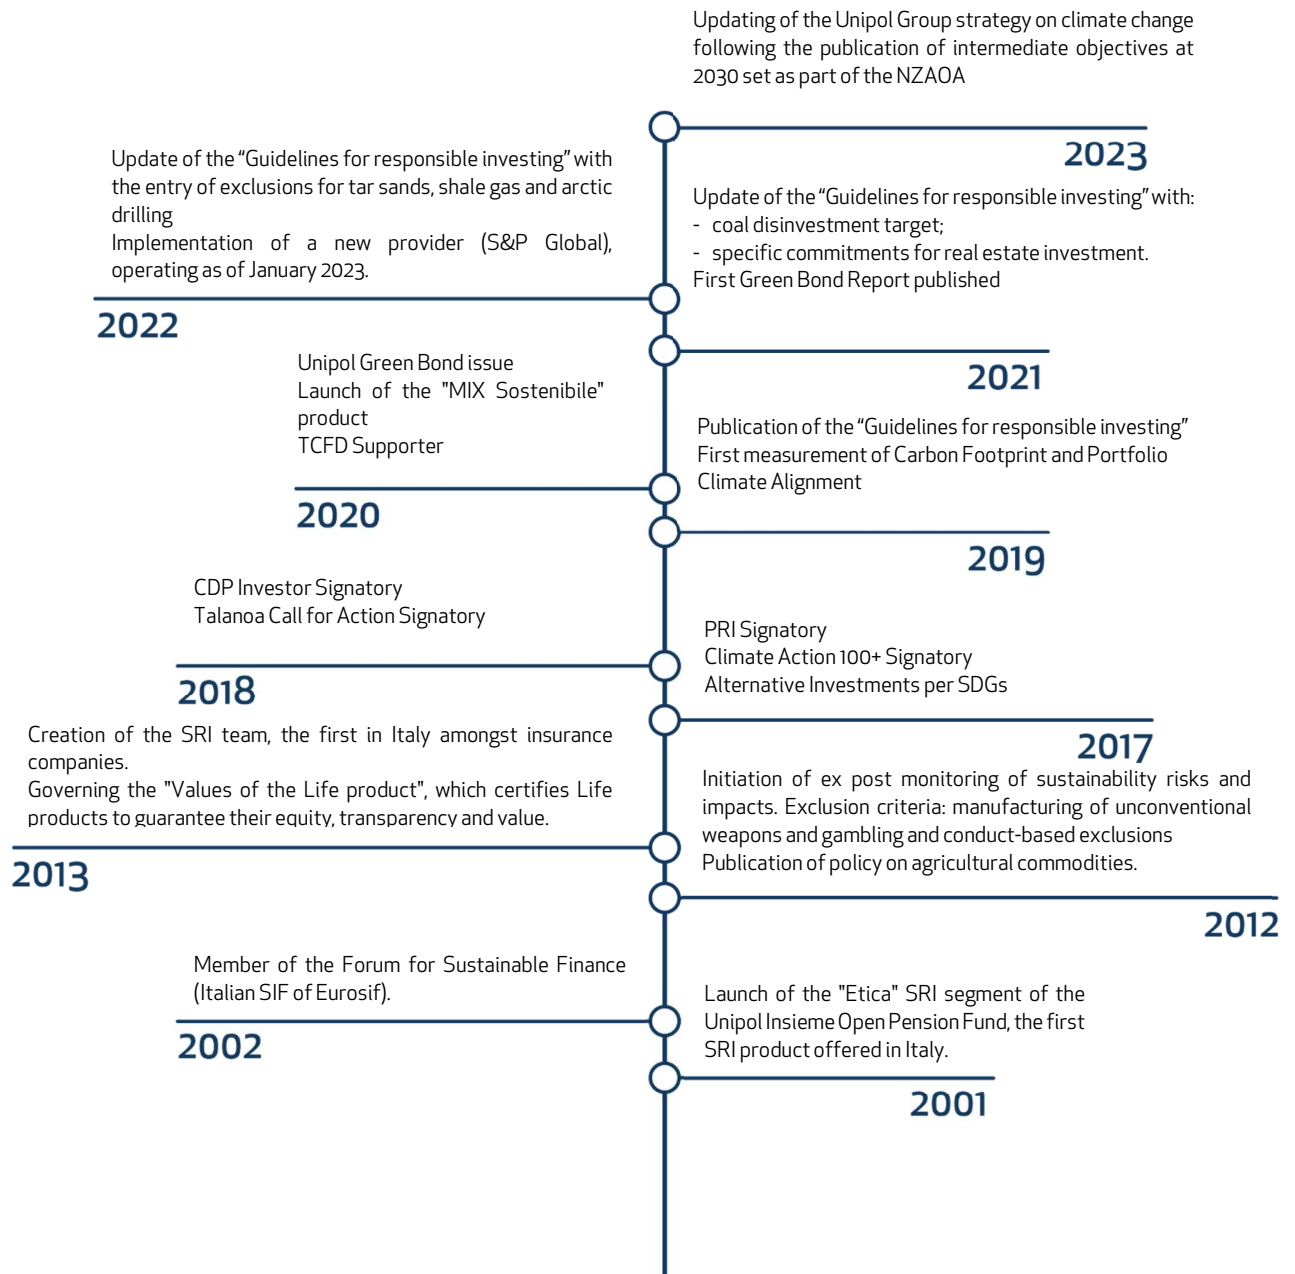 Updating of the Unipol Group strategy on climate change
following the publication of intermediate objectives at
2030 set as part of the NZAOA
2023
Update of the “Guidelines for responsible investing” with
the entry of exclusions for tar sands, shale gas and arctic
drilling
Implementation of a new provider (S&P Global),
operating as of January 2023.
2022
Update of the “Guidelines for responsible investing” with:
- coal disinvestment target;
- specific commitments for real estate investment.
First Green Bond Report published
2021
Unipol Green Bond issue
Launch of the "MIX Sostenibile"
product
TCFD Supporter
2020
Publication of the “Guidelines for responsible investing”
First measurement of Carbon Footprint and Portfolio
Climate Alignment
2019
CDP Investor Signatory
Talanoa Call for Action Signatory
2018
PRI Signatory
Climate Action 100+ Signatory
Alternative Investments per SDGs
2017
Creation of the SRI team, the first in Italy amongst insurance
companies.
Governing the "Values of the Life product", which certifies Life
products to guarantee their equity, transparency and value.
2013
Initiation of ex post monitoring of sustainability risks and
impacts. Exclusion criteria: manufacturing of unconventional
weapons and gambling and conduct-based exclusions
Publication of policy on agricultural commodities.
2012
Member of the Forum for Sustainable Finance
(Italian SIF of Eurosif).
2002
Launch of the "Etica" SRI segment of the
Unipol Insieme Open Pension Fund, the first
SRI product offered in Italy.
2001